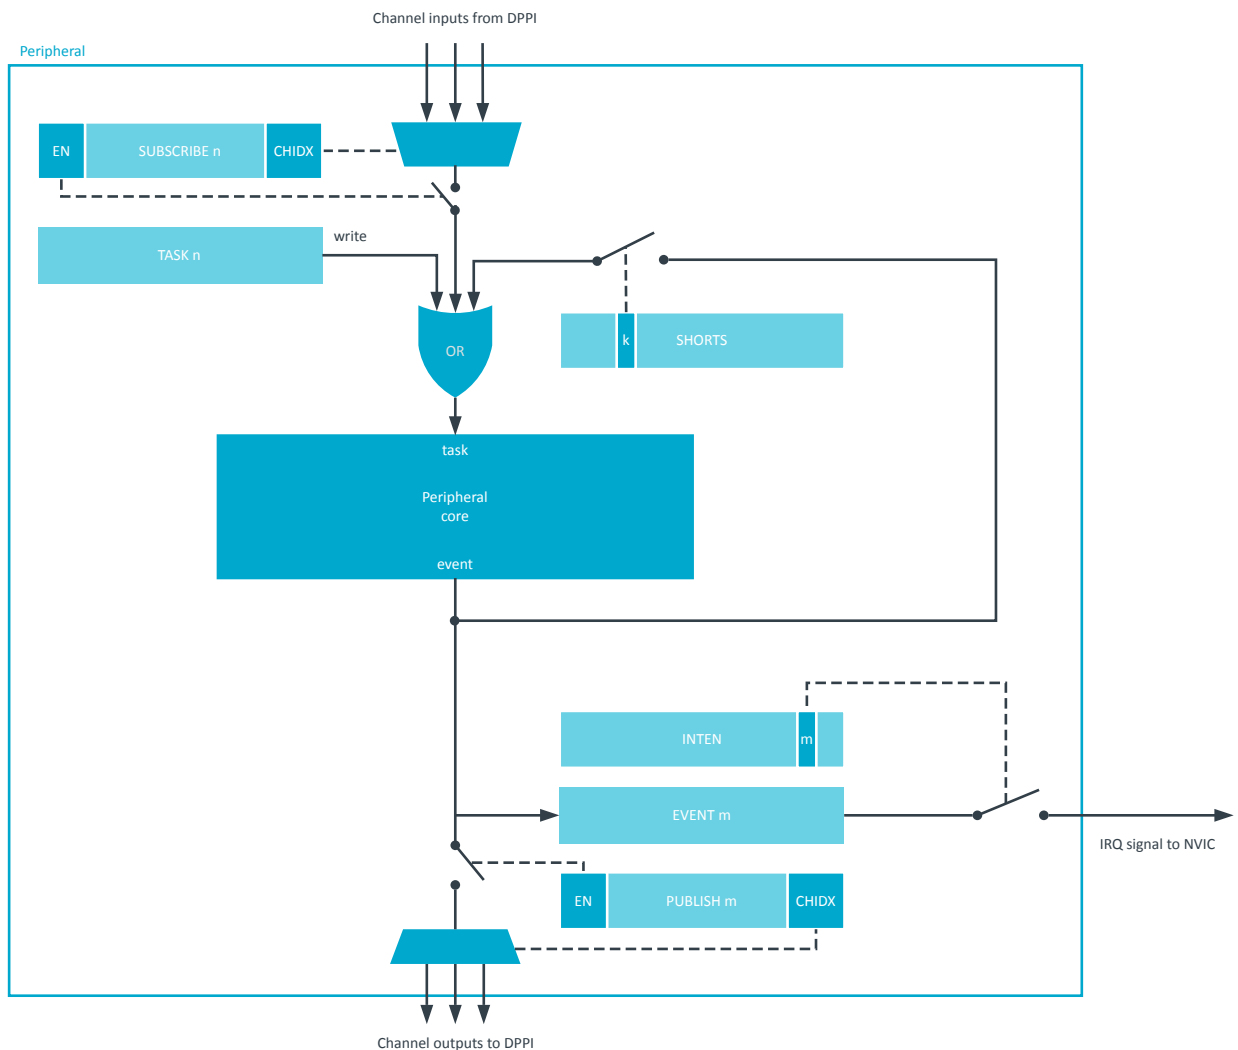 Channel inputs from DPPI
Peripheral
EN
SUBSCRIBE n
CHIDX
TASK n
write
k
SHORTS
OR
task
Peripheral
core
event
INTEN
m
EVENT m
IRQ signal to NVIC
EN
PUBLISH m
CHIDX
Channel outputs to DPPI